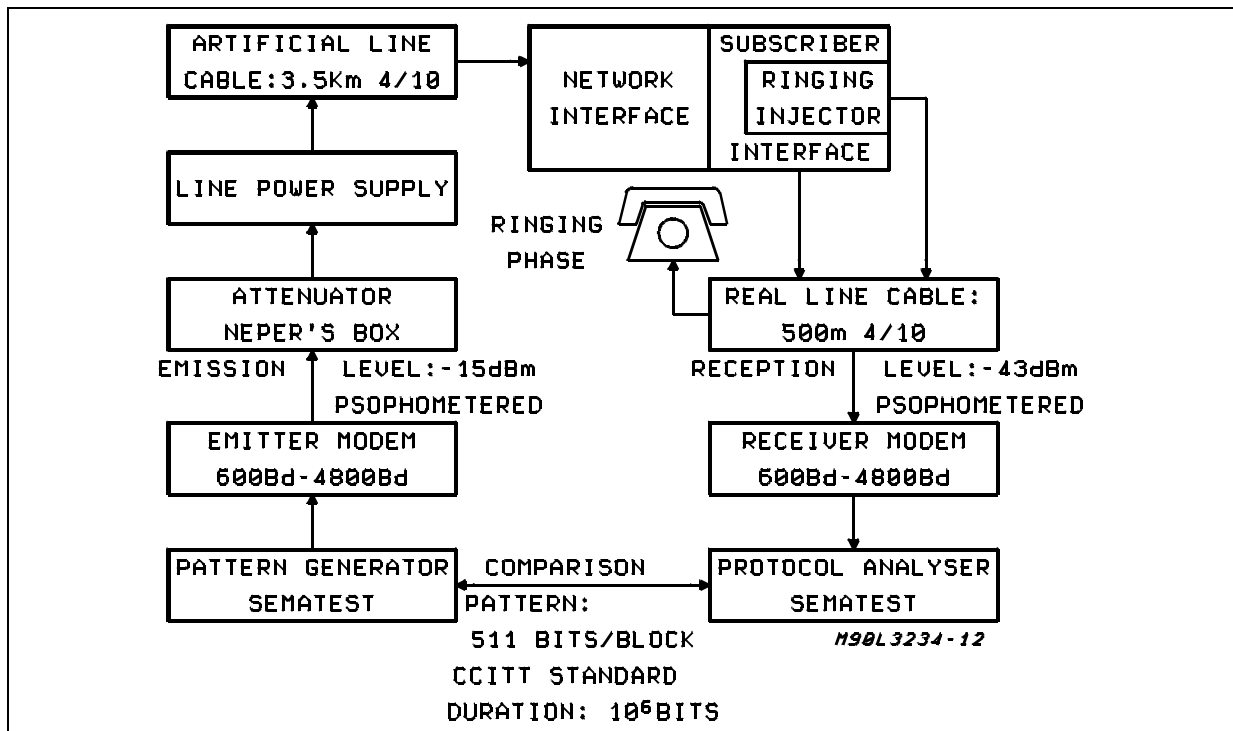 ARTIFICIAL LINE
CABLE:3.5Km 4/10
NETWORK
INTERFACE
SUBSCRIBER
RINGING
INJECTOR
INTERFACE
LINE POWER SUPPLY
RINGING
PHASE
ATTENUATOR
NEPER'S BOX
REAL LINE CABLE:
500m 4/10
EMISSION LEVEL:-15dBm
PSOPHOMETERED
RECEPTION LEVEL:-43dBm
PSOPHOMETERED
EMITTER MODEM
600Bd-4800Bd
RECEIVER MODEM
600Bd-4800Bd
PATTERN GENERATOR
SEMATEST
COMPARISON
PROTOCOL ANALYSER
SEMATEST
PATTERN:
511 BITS/BLOCK
CCITT STANDARD
DURATION: 10⁶BITS
M90L3234-12